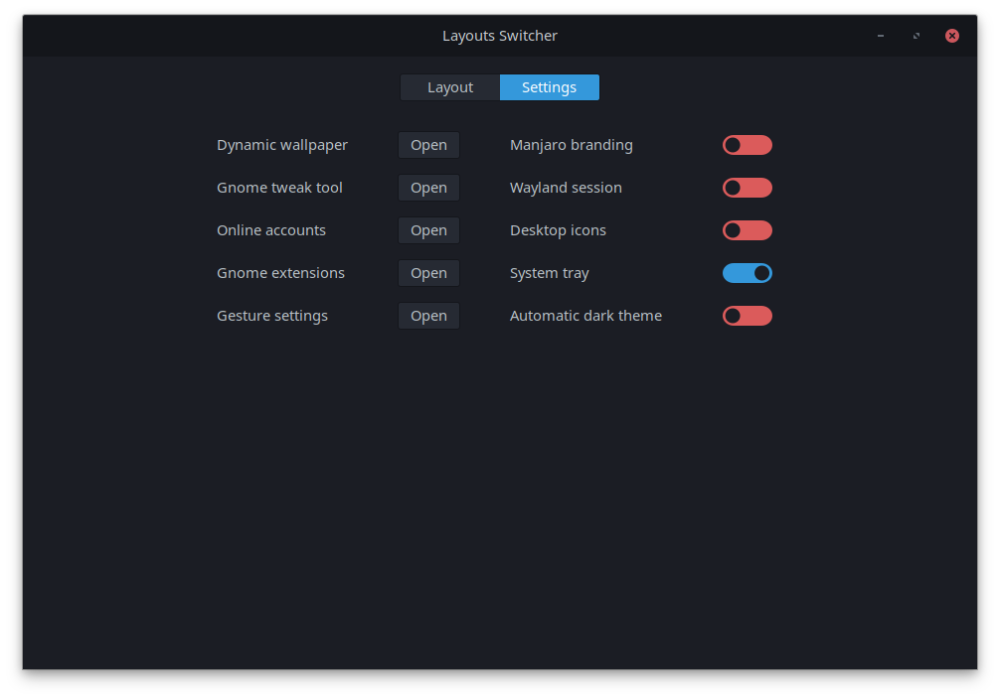 Layouts Switcher
Layout Settings
Dynamic wallpaper Open Manjaro branding
Gnome tweak tool Open Wayland session
Online accounts Open Desktop icons
Gnome extensions Open System tray
Gesture settings Open Automatic dark theme